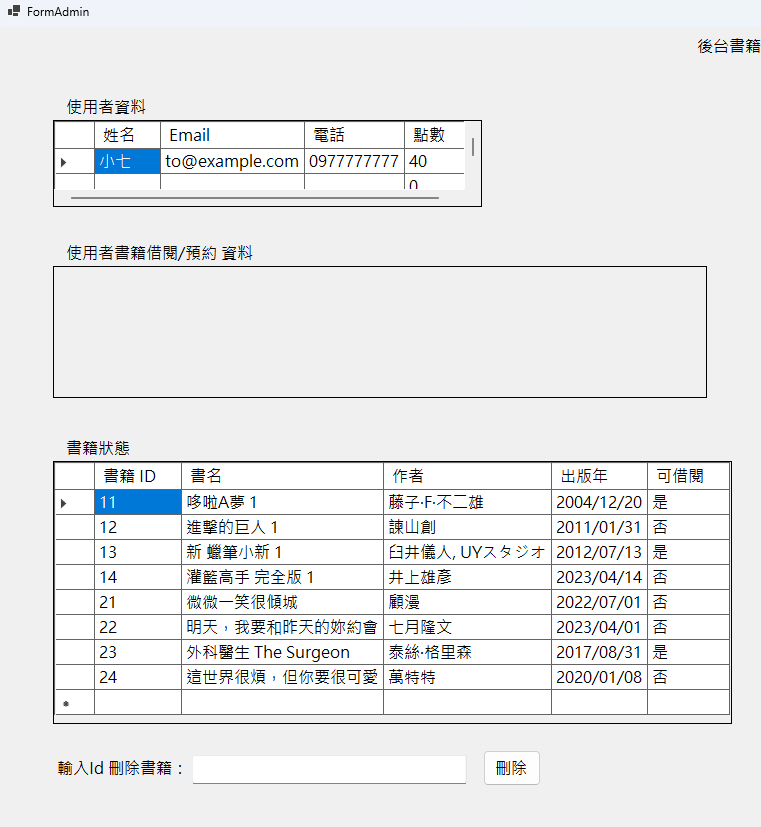 FormAdmin
後台書籍
使用者資料
姓名 Email 電話 點數
小七 to@example.com 0977777777 40
0
使用者書籍借閱/預約 資料
書籍狀態
書籍 ID 書名 作者 出版年 可借閱
11 哆啦A夢 1 藤子·F·不二雄 2004/12/20 是
12 進擊的巨人 1 諫山創 2011/01/31 否
13 新 蠟筆小新 1 臼井儀人, UYスタジオ 2012/07/13 是
14 灌籃高手 完全版 1 井上雄彥 2023/04/14 否
21 微微一笑很傾城 顧漫 2022/07/01 否
22 明天，我要和昨天的妳約會 七月隆文 2023/04/01 否
23 外科醫生 The Surgeon 泰絲·格里森 2017/08/31 是
24 這世界很煩，但你要很可愛 萬特特 2020/01/08 否
輸入Id 刪除書籍： 刪除